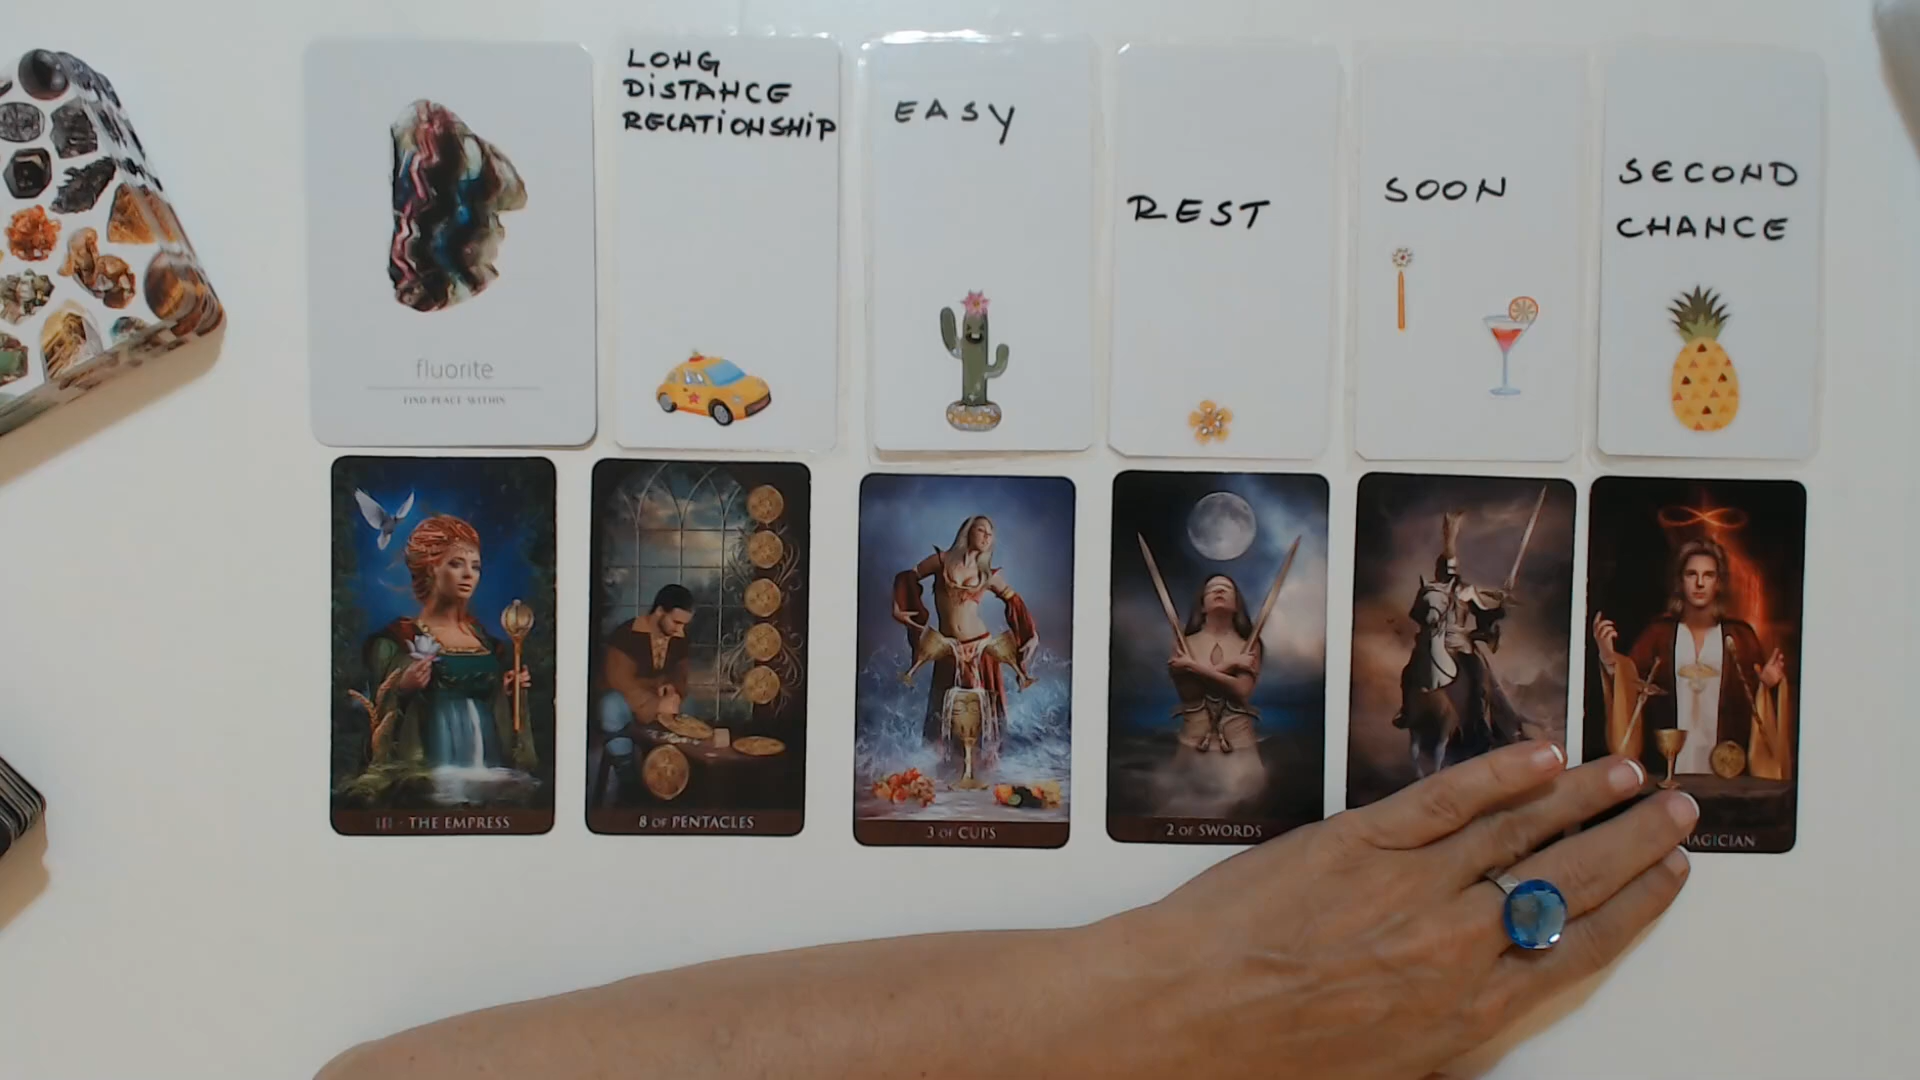 fluorite
FIND PEACE WITHIN
LONG
DISTANCE
RELATIONSHIP
EASY
REST
SOON
SECOND
CHANCE
III · THE EMPRESS
8 OF PENTACLES
3 OF CUPS
2 OF SWORDS
MAGICIAN